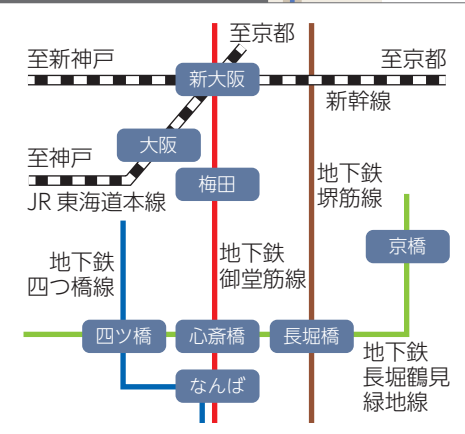 至京都
至新神戸
新大阪
至京都
新幹線
大阪
至神戸
JR 東海道本線
梅田
地下鉄
堺筋線
京橋
地下鉄
四つ橋線
地下鉄
御堂筋線
四ツ橋
心斎橋
長堀橋
地下鉄
長堀鶴見
緑地線
なんば